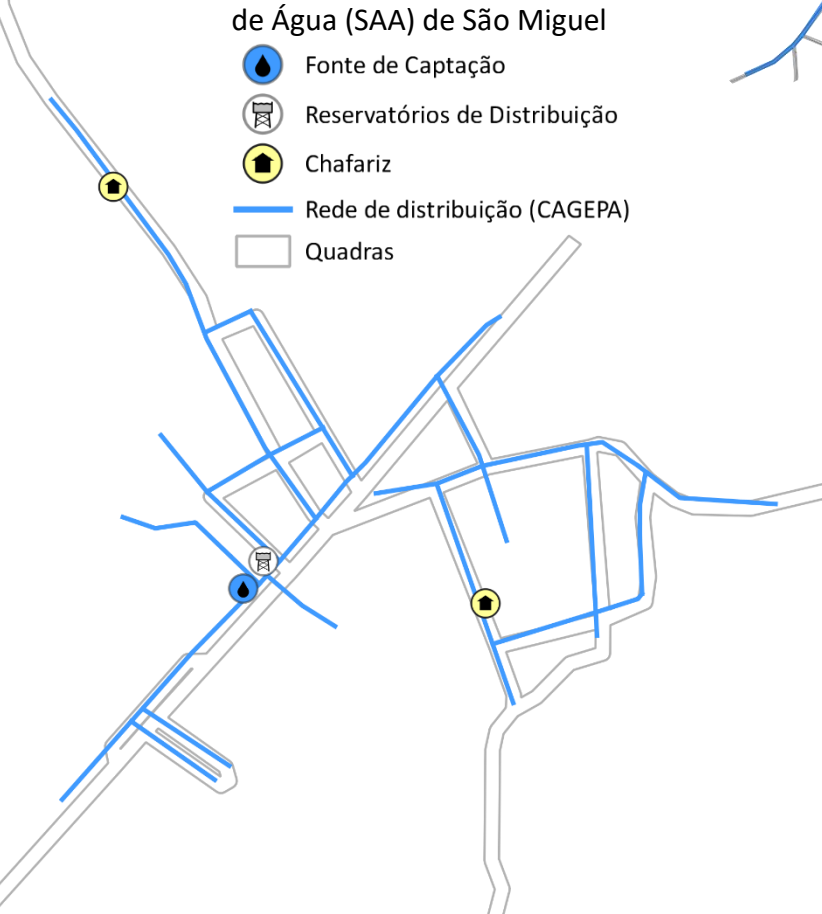 de Água (SAA) de São Miguel
Fonte de Captação
Reservatórios de Distribuição
Chafariz
Rede de distribuição (CAGEPA)
Quadras